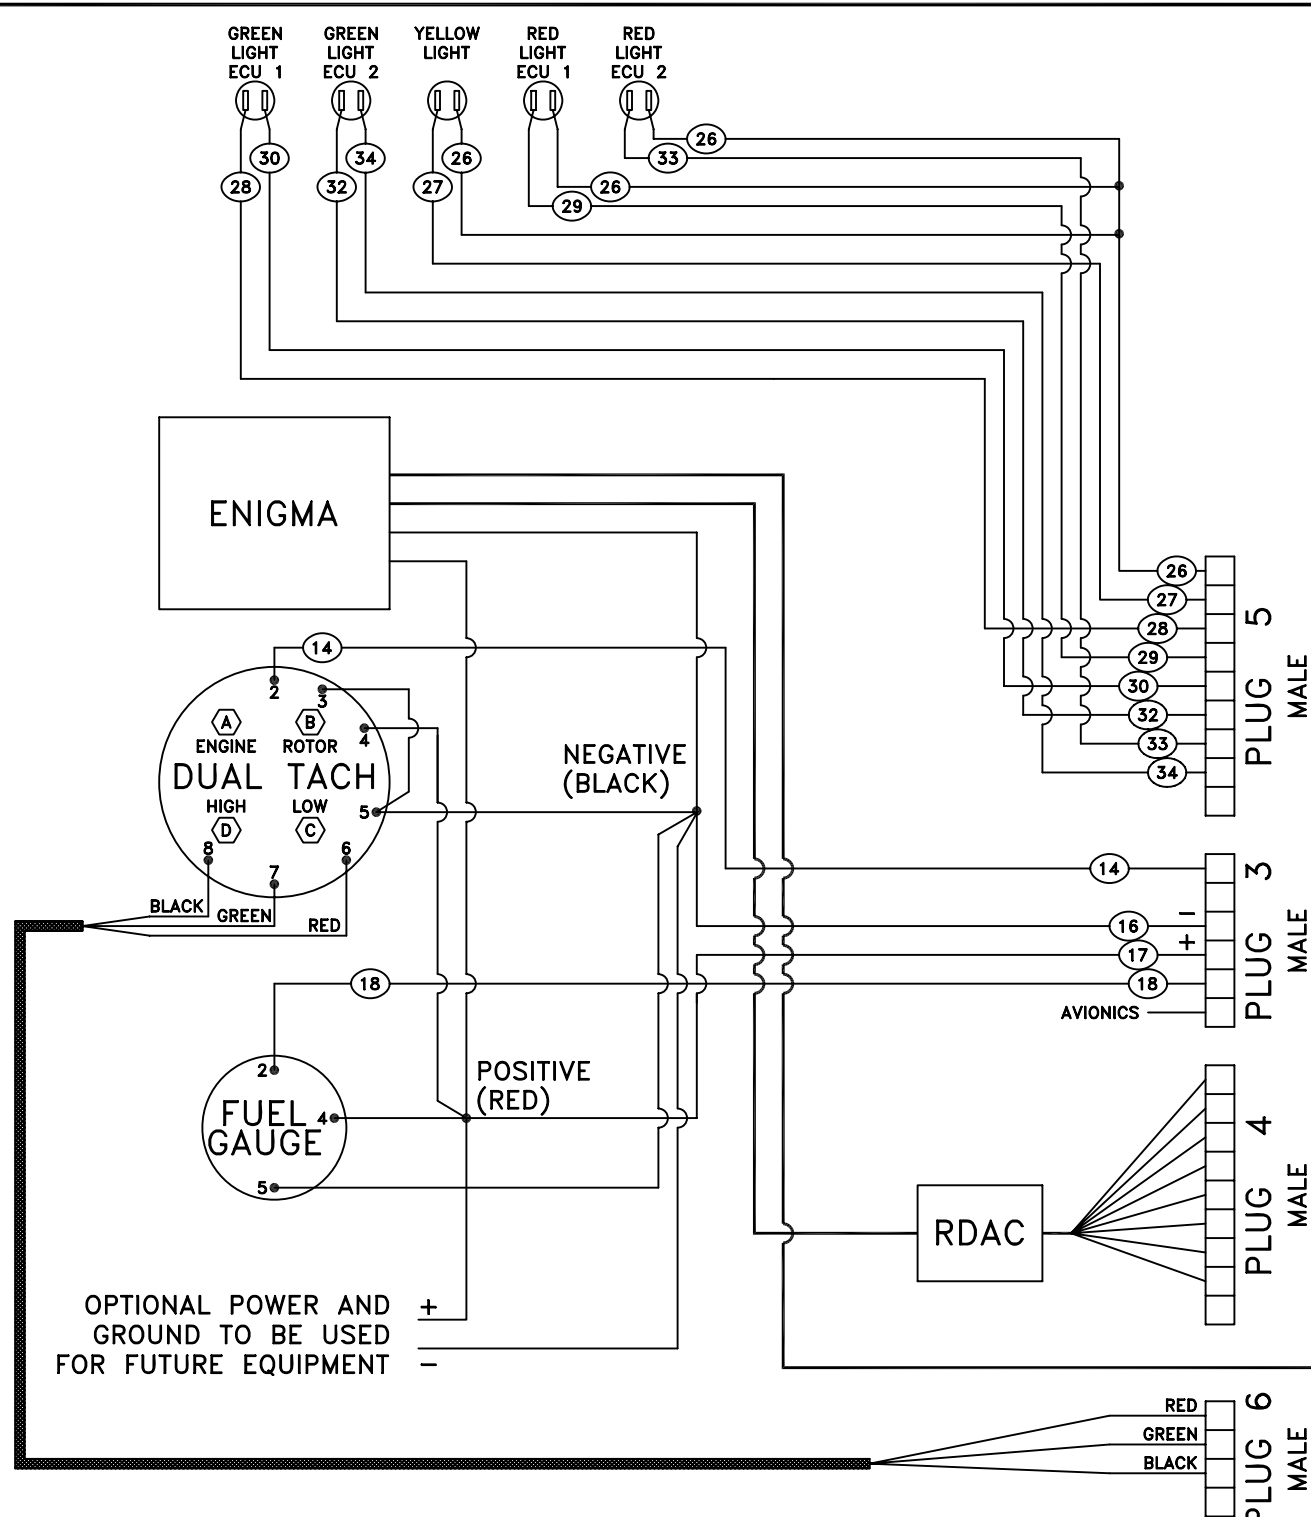 GREEN
LIGHT
ECU 1
GREEN
LIGHT
ECU 2
YELLOW
LIGHT
RED
LIGHT
ECU 1
RED
LIGHT
ECU 2
26
30
34
26
33
28
32
27
26
29
ENIGMA
26
27
28
29
30
32
33
34
PLUG 5
MALE
14
2
3
4
A
B
ENGINE
ROTOR
DUAL TACH
HIGH
LOW
D
C
5
8
7
6
NEGATIVE
(BLACK)
BLACK
GREEN
RED
14
16
-
17
+
18
AVIONICS
PLUG 3
MALE
18
2
FUEL
GAUGE
4
5
POSITIVE
(RED)
RDAC
PLUG 4
MALE
OPTIONAL POWER AND +
GROUND TO BE USED
FOR FUTURE EQUIPMENT -
RED
GREEN
BLACK
PLUG 6
MALE